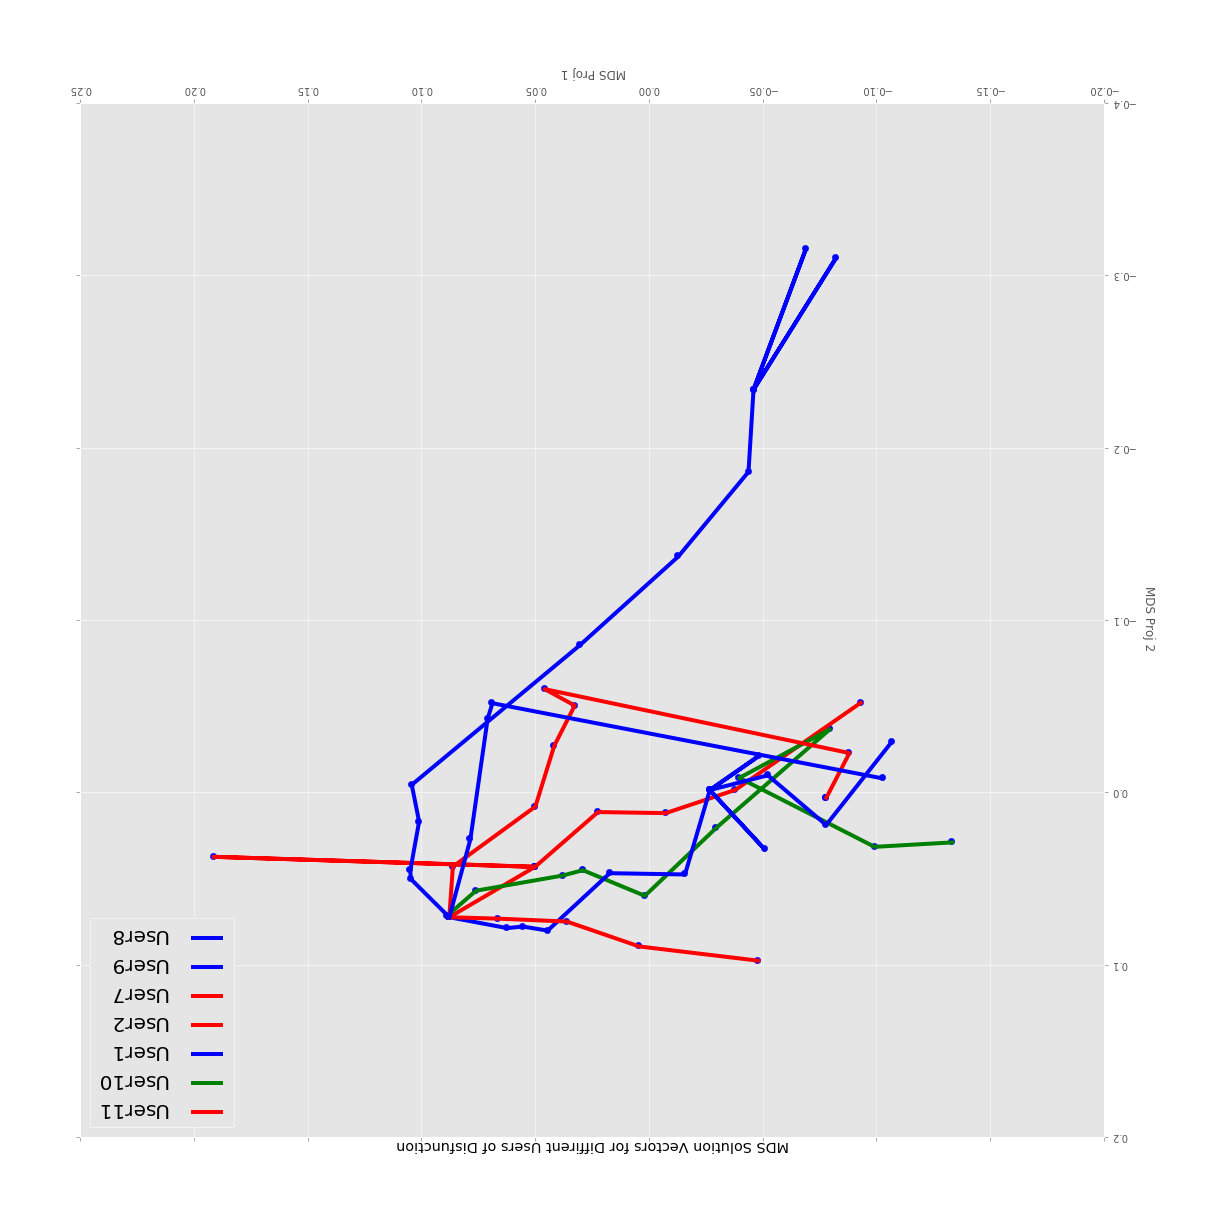 MDS Solution Vectors for Diffirent Users of Disfunction
User11
User10
User1
User2
User7
User9
User8
0.2
0.1
0.0
−0.1
−0.2
−0.3
−0.4
MDS Proj 2
−0.20 −0.15 −0.10 −0.05 0.00 0.05 0.10 0.15 0.20 0.25
MDS Proj 1